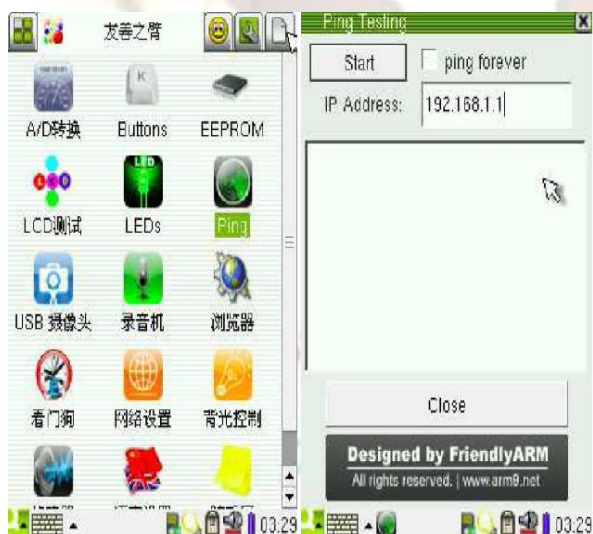 友善之臂
A/D转换
Buttons
EEPROM
LCD测试
LEDs
Ping
USB 摄像头
录音机
浏览器
看门狗
网络设置
背光控制
03:29
Ping Testing
Start
ping forever
IP Address:
192.168.1.1
Close
Designed by FriendlyARM
All rights reserved. | www.arm9.net
03:29